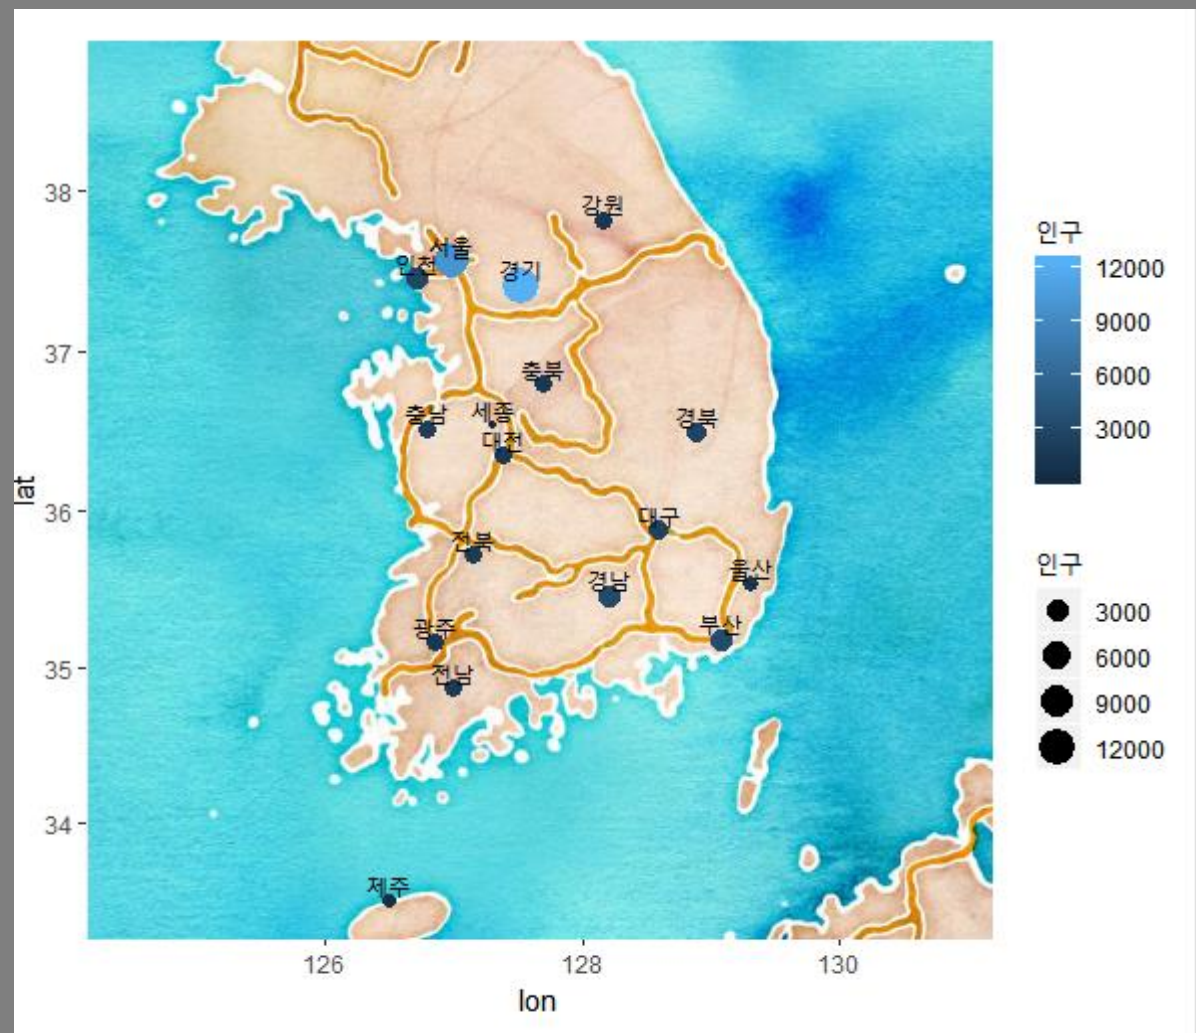 38
37
36
35
34
lat
강원
서울
인천
경기
충북
충남
세종
경북
대전
대구
전북
울산
경남
부산
광주
전남
제주
126
128
130
lon
인구
12000
9000
6000
3000
인구
3000
6000
9000
12000